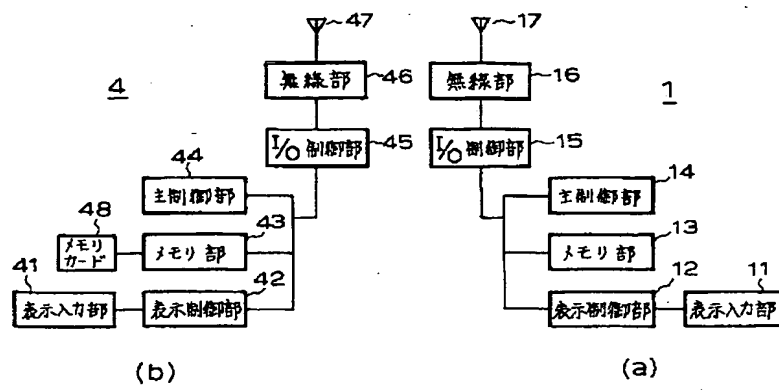 47
17
4
無線部
46
無線部
16
1
I/O 制御部
45
I/O 制御部
15
44
主制御部
14
主制御部
48
メモリ
カード
43
メモリ部
13
メモリ部
41
表示入力部
42
表示制御部
12
表示制御部
11
表示入力部
(b)
(a)